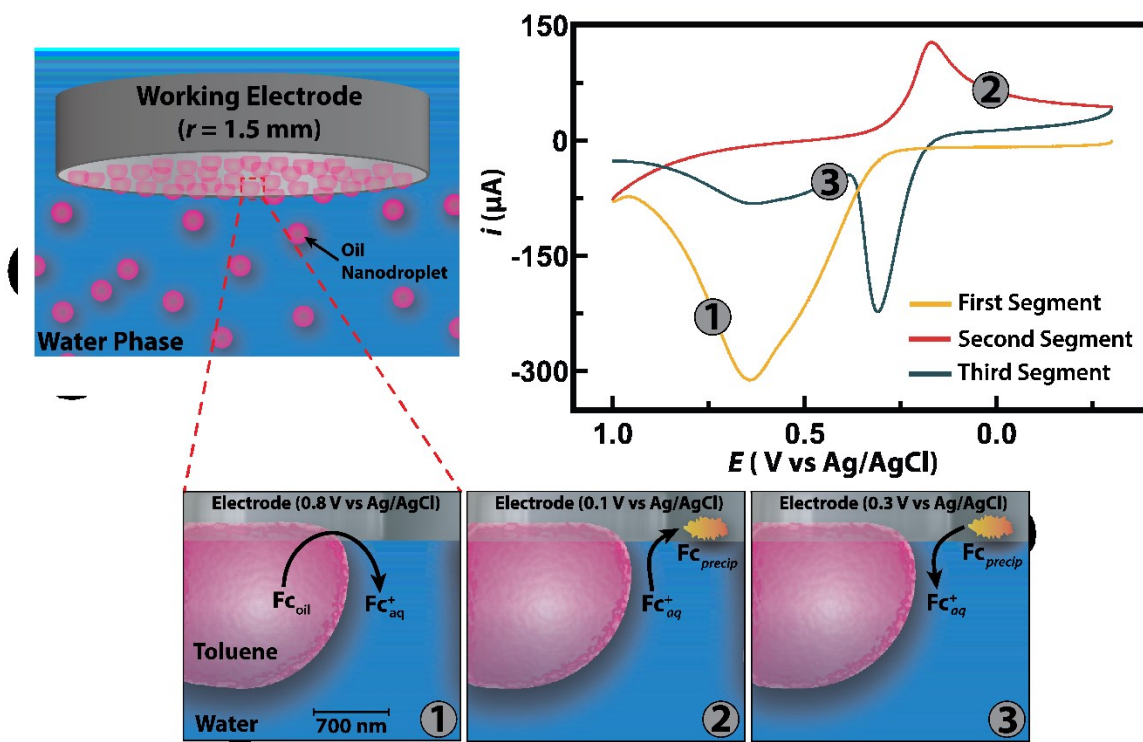 Working Electrode
(r = 1.5 mm)
Oil
Nanodroplet
Water Phase
150
0
-150
-300
i (µA)
1
2
3
First Segment
Second Segment
Third Segment
1.0
0.5
0.0
E ( V vs Ag/AgCl)
Electrode (0.8 V vs Ag/AgCl)
Fc_oil
Fc⁺_aq
Toluene
Water
700 nm
1
Electrode (0.1 V vs Ag/AgCl)
Fc_precip
Fc⁺_aq
2
Electrode (0.3 V vs Ag/AgCl)
Fc_precip
Fc⁺_aq
3